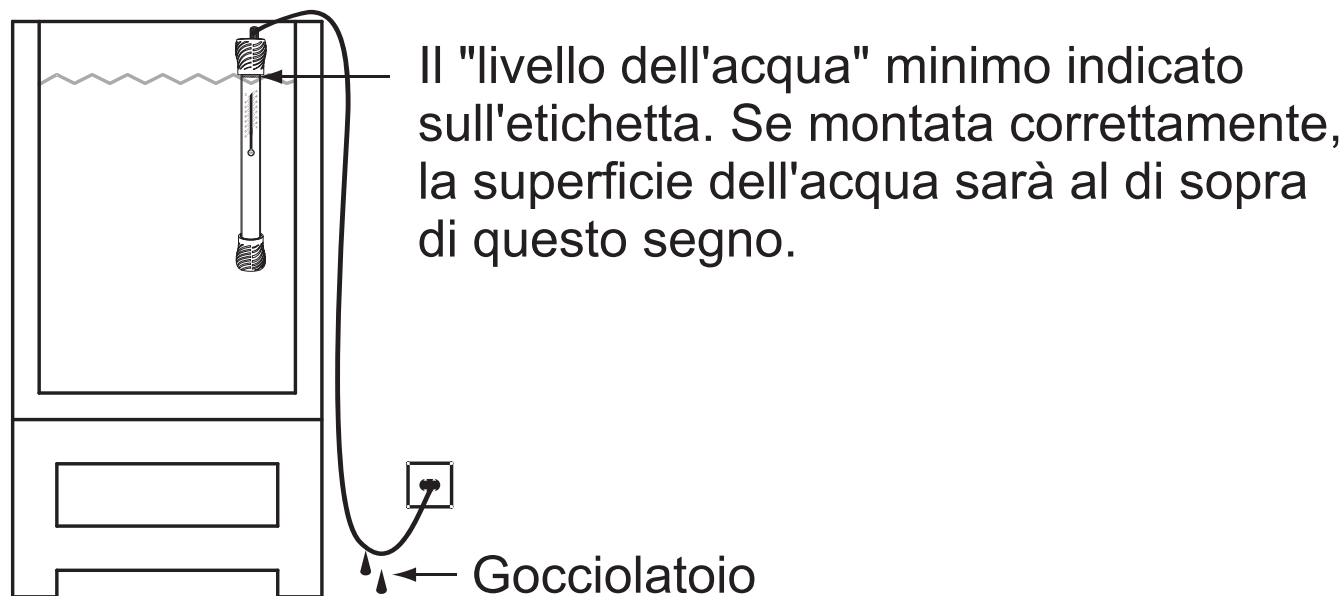 Il "livello dell'acqua" minimo indicato
sull'etichetta. Se montata correttamente,
la superficie dell'acqua sarà al di sopra
di questo segno.
Gocciolatoio